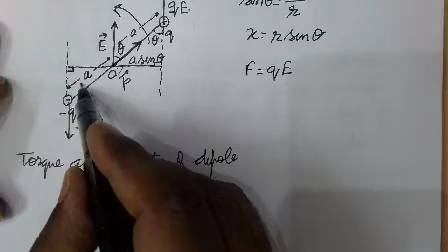 qE
sinθ = /r
E⃗
θ
a
θ
q
x = r sinθ
a
o
a sinθ
p⃗
F = qE
-q
Torque dipole